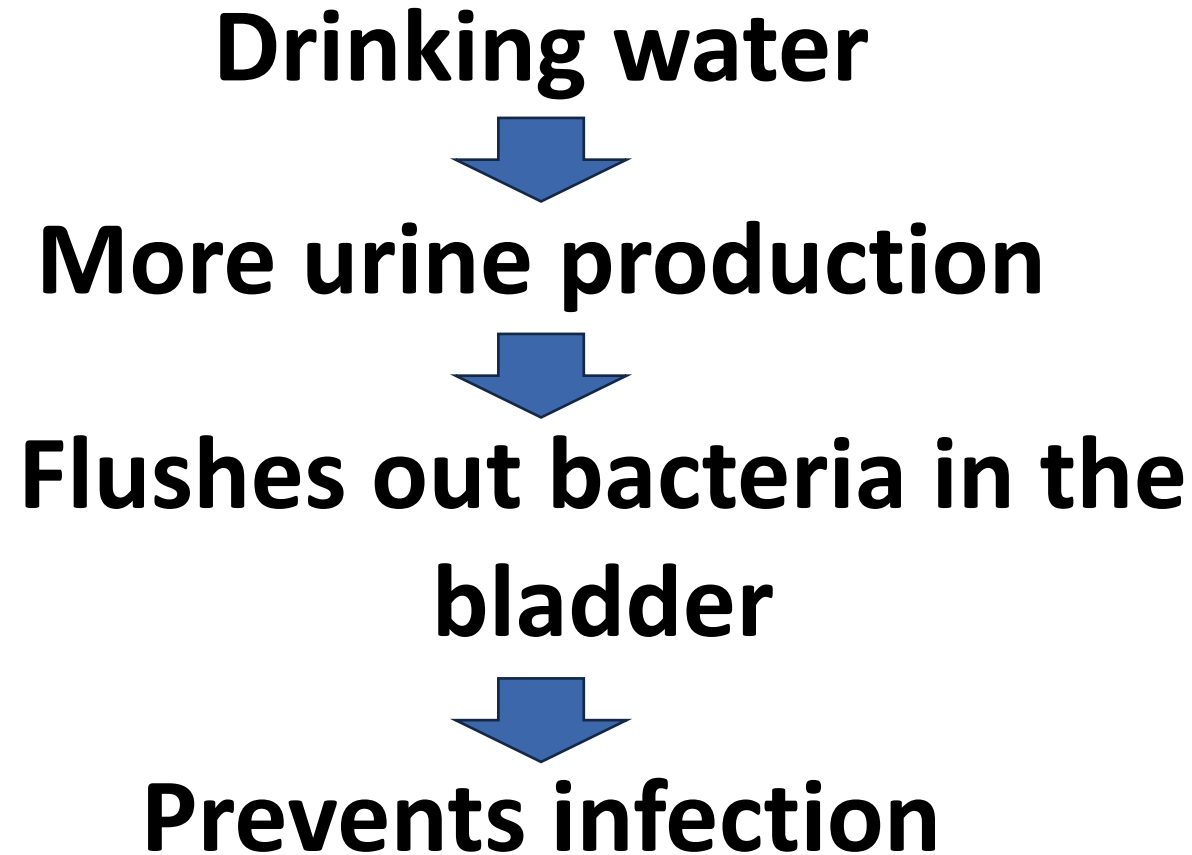 Drinking water
More urine production
Flushes out bacteria in the
bladder
Prevents infection